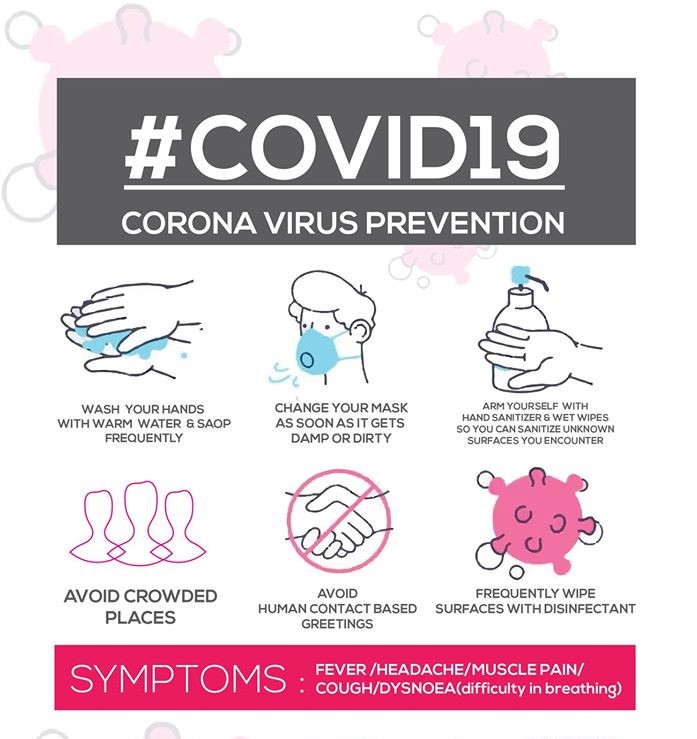 #COVID19
CORONA VIRUS PREVENTION
WASH YOUR HANDS
WITH WARM WATER & SAOP
FREQUENTLY
CHANGE YOUR MASK
AS SOON AS IT GETS
DAMP OR DIRTY
ARM YOURSELF WITH
HAND SANITIZER & WET WIPES
SO YOU CAN SANITIZE UNKNOWN
SURFACES YOU ENCOUNTER
AVOID CROWDED
PLACES
AVOID
HUMAN CONTACT BASED
GREETINGS
FREQUENTLY WIPE
SURFACES WITH DISINFECTANT
SYMPTOMS :
FEVER /HEADACHE/MUSCLE PAIN/
COUGH/DYSNOEA(difficulty in breathing)